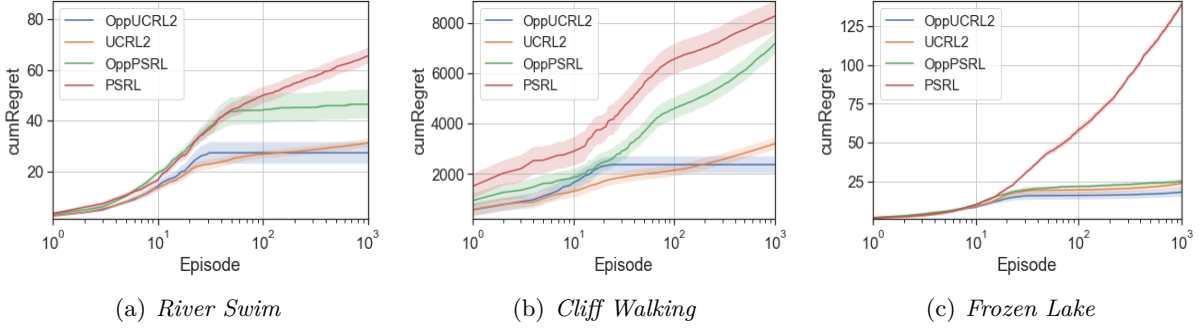 80
60
40
20
cumRegret
OppUCRL2
UCRL2
OppPSRL
PSRL
10^0
10^1
10^2
10^3
Episode
(a) River Swim
8000
6000
4000
2000
cumRegret
OppUCRL2
UCRL2
OppPSRL
PSRL
10^0
10^1
10^2
10^3
Episode
(b) Cliff Walking
125
100
75
50
25
cumRegret
OppUCRL2
UCRL2
OppPSRL
PSRL
10^0
10^1
10^2
10^3
Episode
(c) Frozen Lake